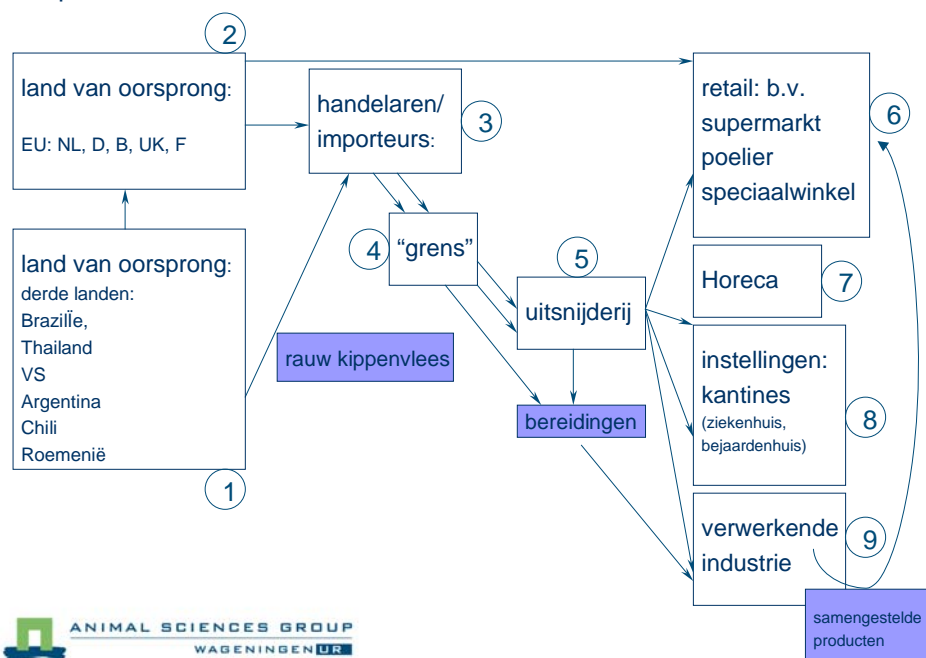 2
land van oorsprong:
EU: NL, D, B, UK, F
handelaren/
importeurs:
3
retail: b.v.
supermarkt
poelier
speciaalwinkel
6
land van oorsprong:
derde landen:
BrazilÏe,
Thailand
VS
Argentina
Chili
Roemenië
1
4
“grens”
5
uitsnijderij
Horeca
7
rauw kippenvlees
bereidingen
instellingen:
kantines
(ziekenhuis,
bejaardenhuis)
8
verwerkende
industrie
9
samengestelde
producten
ANIMAL SCIENCES GROUP
WAGENINGEN UR